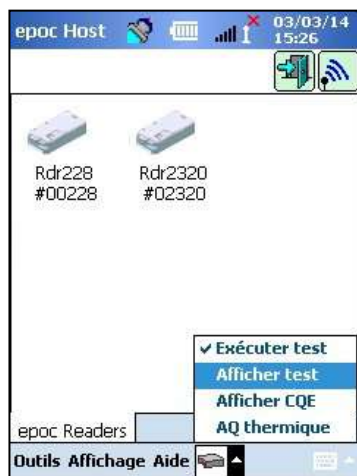 epoc Host
03/03/14
15:26
Rdr228
#00228
Rdr2320
#02320
✓ Exécuter test
Afficher test
Afficher CQE
AQ thermique
epoc Readers
Outils Affichage Aide